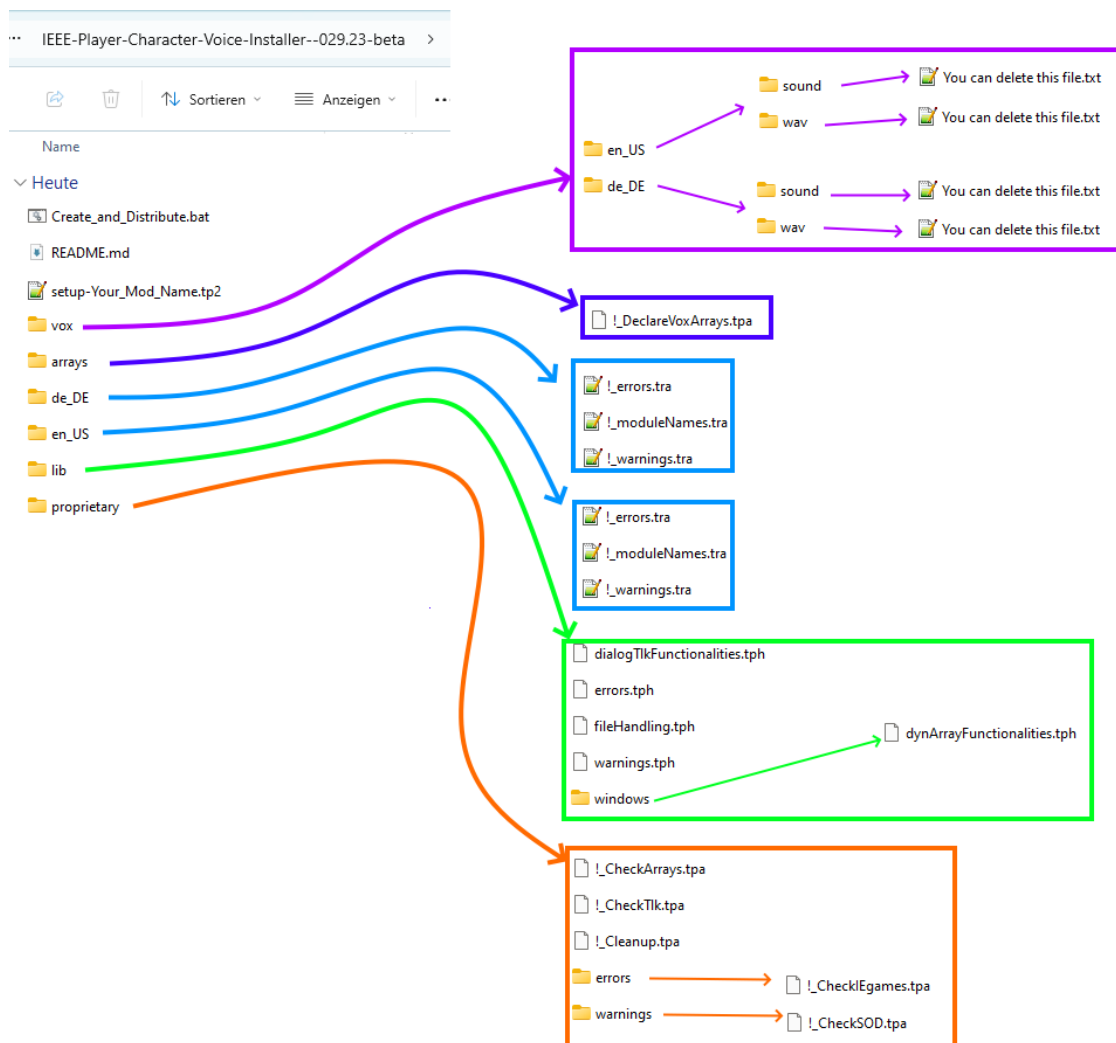 ··· IEEE-Player-Character-Voice-Installer--029.23-beta >
Sortieren Anzeigen ···
Name
Heute
Create_and_Distribute.bat
README.md
setup-Your_Mod_Name.tp2
vox
arrays
de_DE
en_US
lib
proprietary
en_US
de_DE
sound
wav
You can delete this file.txt
You can delete this file.txt
sound
wav
You can delete this file.txt
You can delete this file.txt
!_DeclareVoxArrays.tpa
!_errors.tra
!_moduleNames.tra
!_warnings.tra
!_errors.tra
!_moduleNames.tra
!_warnings.tra
dialogTlkFunctionalities.tph
errors.tph
fileHandling.tph
warnings.tph
windows
dynArrayFunctionalities.tph
!_CheckArrays.tpa
!_CheckTlk.tpa
!_Cleanup.tpa
errors
warnings
!_CheckIEgames.tpa
!_CheckSOD.tpa